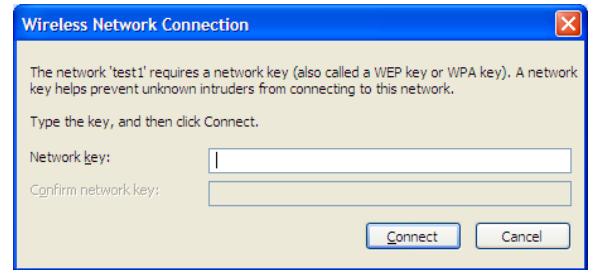 Wireless Network Connection
The network 'test1' requires a network key (also called a WEP key or WPA key). A network
key helps prevent unknown intruders from connecting to this network.
Type the key, and then click Connect.
Network key:
Confirm network key:
Connect Cancel